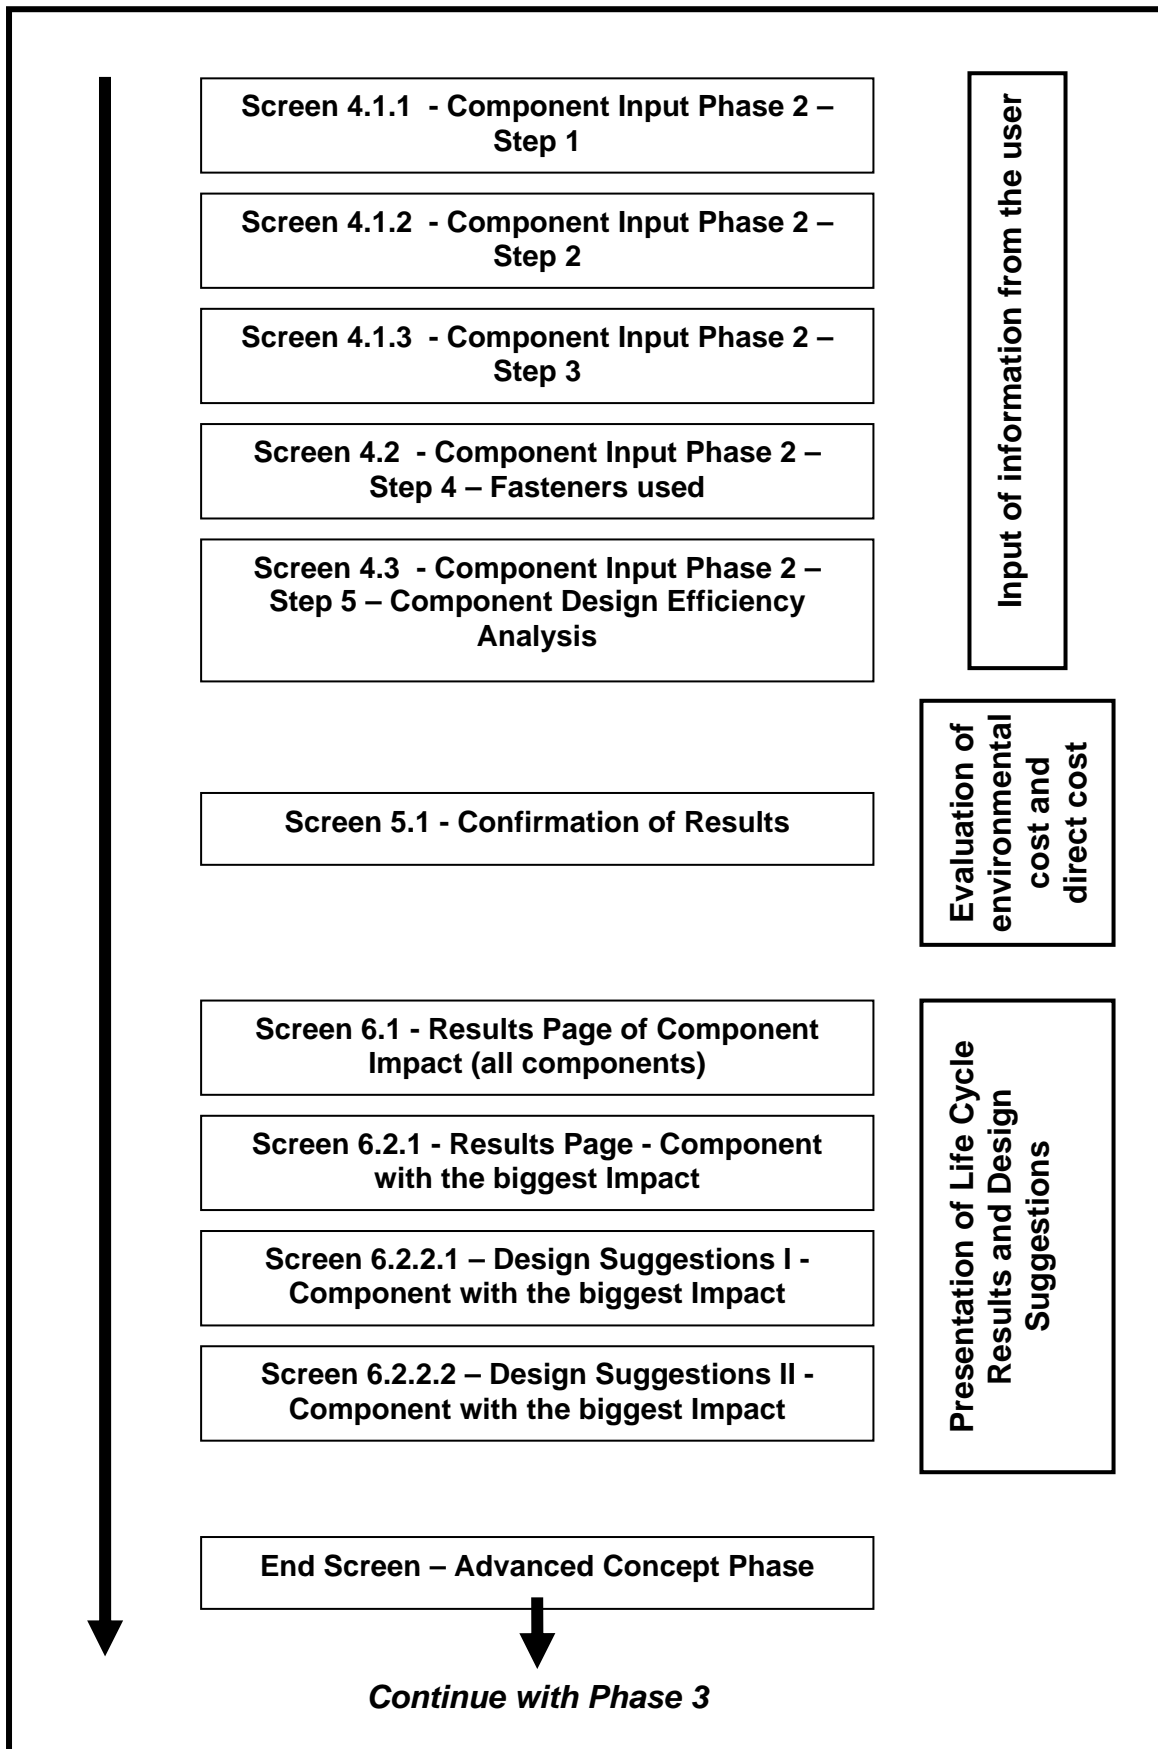 Screen 4.1.1  - Component Input Phase 2 –
Step 1
Screen 4.1.2  - Component Input Phase 2 –
Step 2
Screen 4.1.3  - Component Input Phase 2 –
Step 3
Screen 4.2  - Component Input Phase 2 –
Step 4 – Fasteners used
Screen 4.3  - Component Input Phase 2 –
Step 5 – Component Design Efficiency
Analysis
Input of information from the user
Screen 5.1 - Confirmation of Results
Evaluation of
environmental
cost and
direct cost
Screen 6.1 - Results Page of Component
Impact (all components)
Screen 6.2.1 - Results Page - Component
with the biggest Impact
Screen 6.2.2.1 – Design Suggestions I -
Component with the biggest Impact
Screen 6.2.2.2 – Design Suggestions II -
Component with the biggest Impact
Presentation of Life Cycle
Results and Design
Suggestions
End Screen – Advanced Concept Phase
Continue with Phase 3